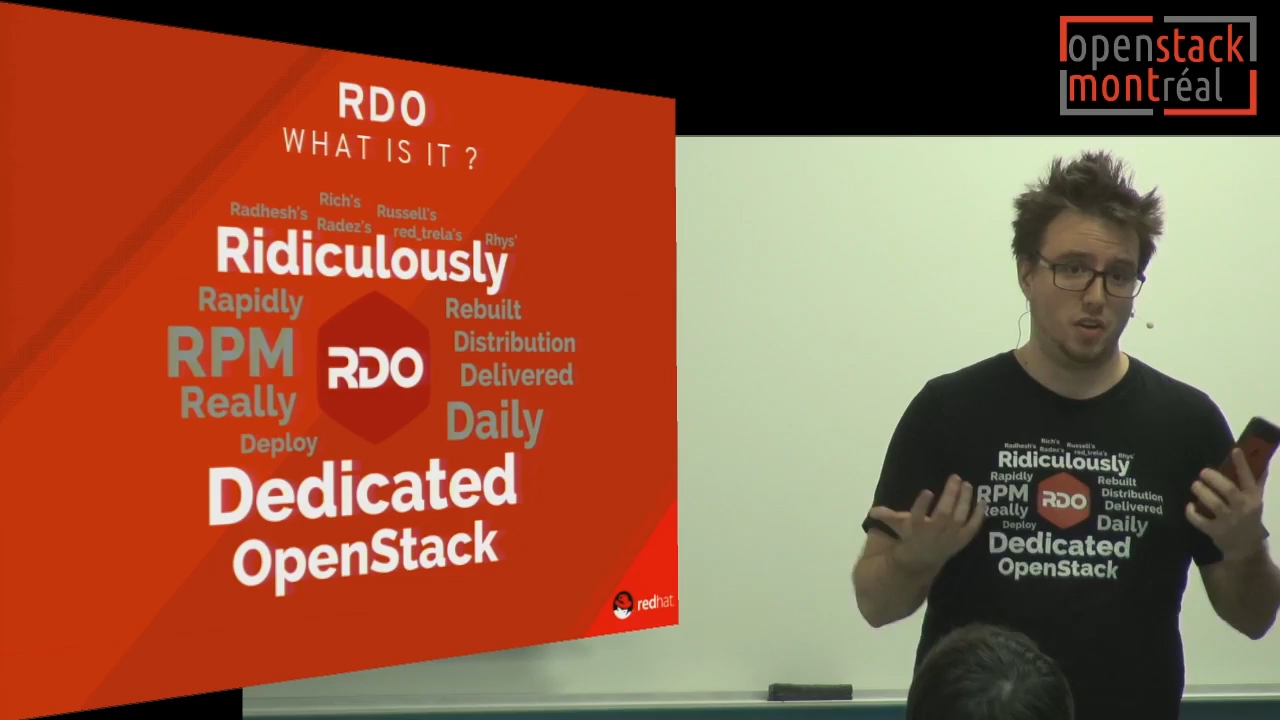 openstack
montréal
RDO
WHAT IS IT ?
Rich's
Radhesh's Russell's
Radez's red_trela's Rhys'
Ridiculously
Rapidly Rebuilt
RPM Distribution
RDO
Really Delivered
Deploy Daily
Dedicated
OpenStack
redhat.
Rich's
Radhesh's Russell's
Radez's red_trela's Rhys'
Ridiculously
Rapidly Rebuilt
RPM RDO Distribution
Really Delivered
Deploy Daily
Dedicated
OpenStack